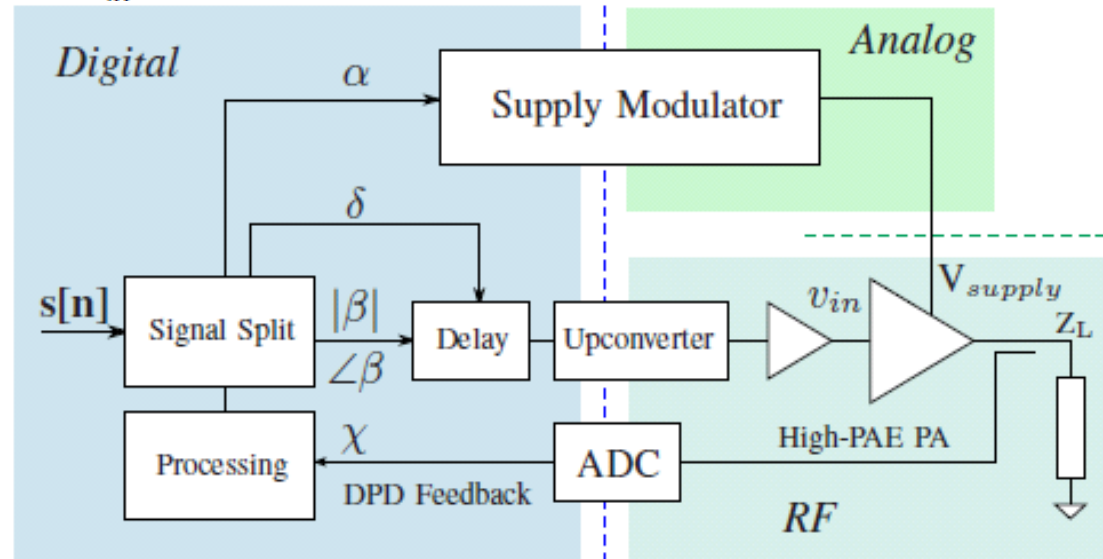 Digital
Analog
α
Supply Modulator
δ
s[n]
Signal Split
|β|
∠β
Delay
Upconverter
v_in
V_supply
Z_L
High-PAE PA
Processing
χ
DPD Feedback
ADC
RF